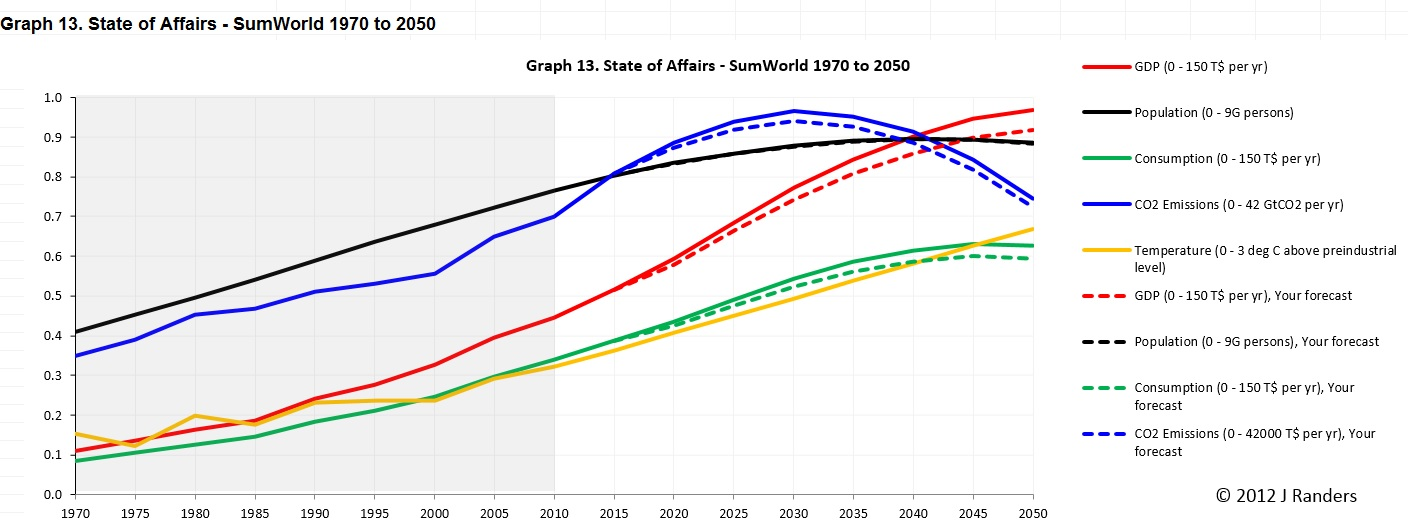 Graph 13. State of Affairs - SumWorld 1970 to 2050
Graph 13. State of Affairs - SumWorld 1970 to 2050
1.0
0.9
0.8
0.7
0.6
0.5
0.4
0.3
0.2
0.1
0.0
1970 1975 1980 1985 1990 1995 2000 2005 2010 2015 2020 2025 2030 2035 2040 2045 2050
GDP (0 - 150 T$ per yr)
Population (0 - 9G persons)
Consumption (0 - 150 T$ per yr)
CO2 Emissions (0 - 42 GtCO2 per yr)
Temperature (0 - 3 deg C above preindustrial
level)
GDP (0 - 150 T$ per yr), Your forecast
Population (0 - 9G persons), Your forecast
Consumption (0 - 150 T$ per yr), Your
forecast
CO2 Emissions (0 - 42000 T$ per yr), Your
forecast
© 2012 J Randers